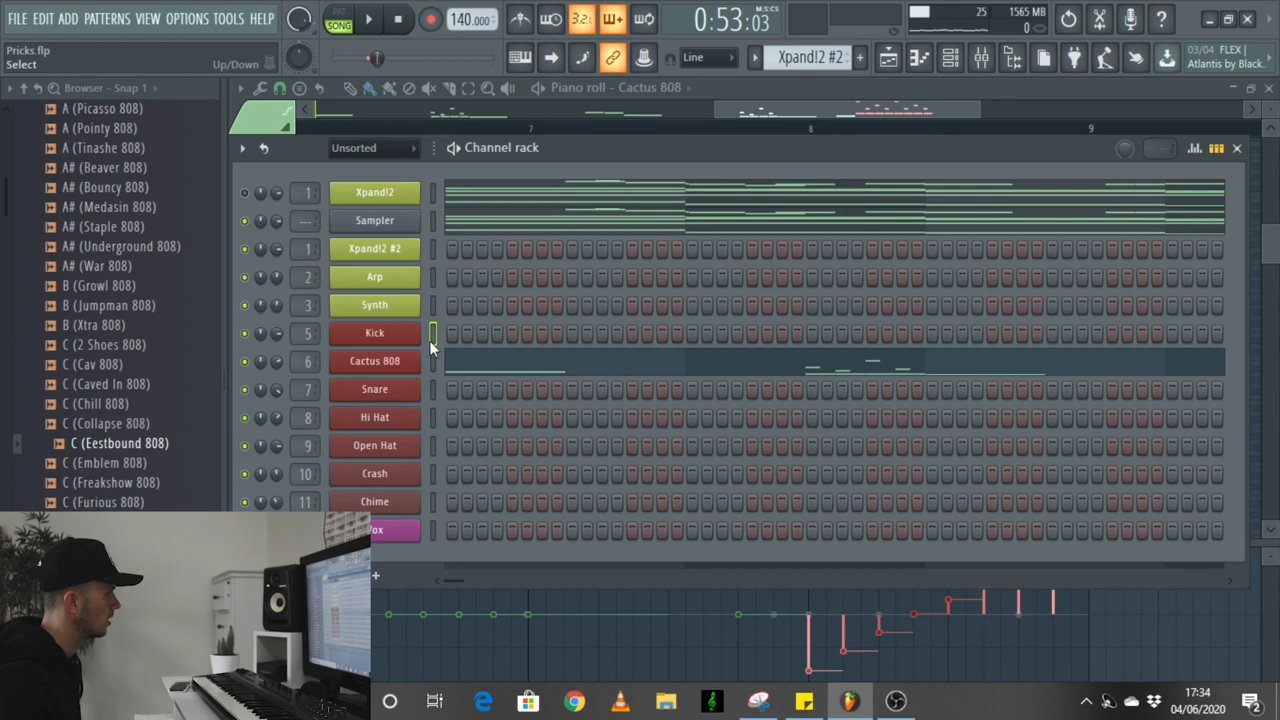 FILE EDIT ADD PATTERNS VIEW OPTIONS TOOLS HELP
PAT
SONG
140.000
3.2.
0:53:03
M:S:CS
25
1565 MB
0
Pricks.flp
Select
Up/Down
Line
Xpand!2 #2
03/04 FLEX |
Atlantis by Black.
Browser - Snap 1
Piano roll - Cactus 808
7
8
9
Unsorted
Channel rack
A (Picasso 808)
A (Pointy 808)
A (Tinashe 808)
A# (Beaver 808)
A# (Bouncy 808)
A# (Medasin 808)
A# (Staple 808)
A# (Underground 808)
A# (War 808)
B (Growl 808)
B (Jumpman 808)
B (Xtra 808)
C (2 Shoes 808)
C (Cav 808)
C (Caved In 808)
C (Chill 808)
C (Collapse 808)
C (Eestbound 808)
C (Emblem 808)
C (Freakshow 808)
C (Furious 808)
1 Xpand!2
--- Sampler
1 Xpand!2 #2
2 Arp
3 Synth
5 Kick
6 Cactus 808
7 Snare
8 Hi Hat
9 Open Hat
10 Crash
11 Chime
ox
17:34
04/06/2020
2